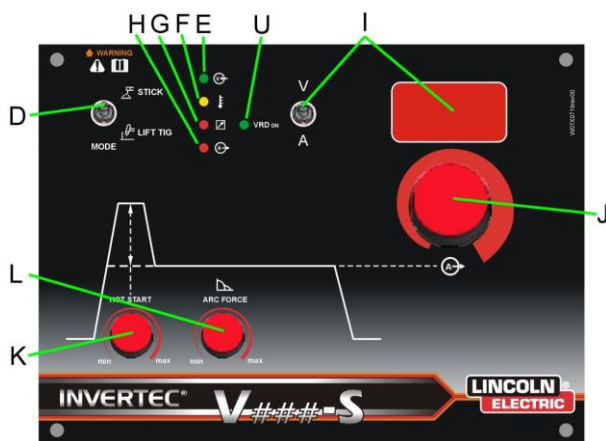 H G F E U I
WARNING
V
STICK
D
VRD ON
LIFT TIG
MODE
A
J
A
L
HOT START
ARC FORCE
K
min max min max
INVERTEC® V###-S LINCOLN®
ELECTRIC